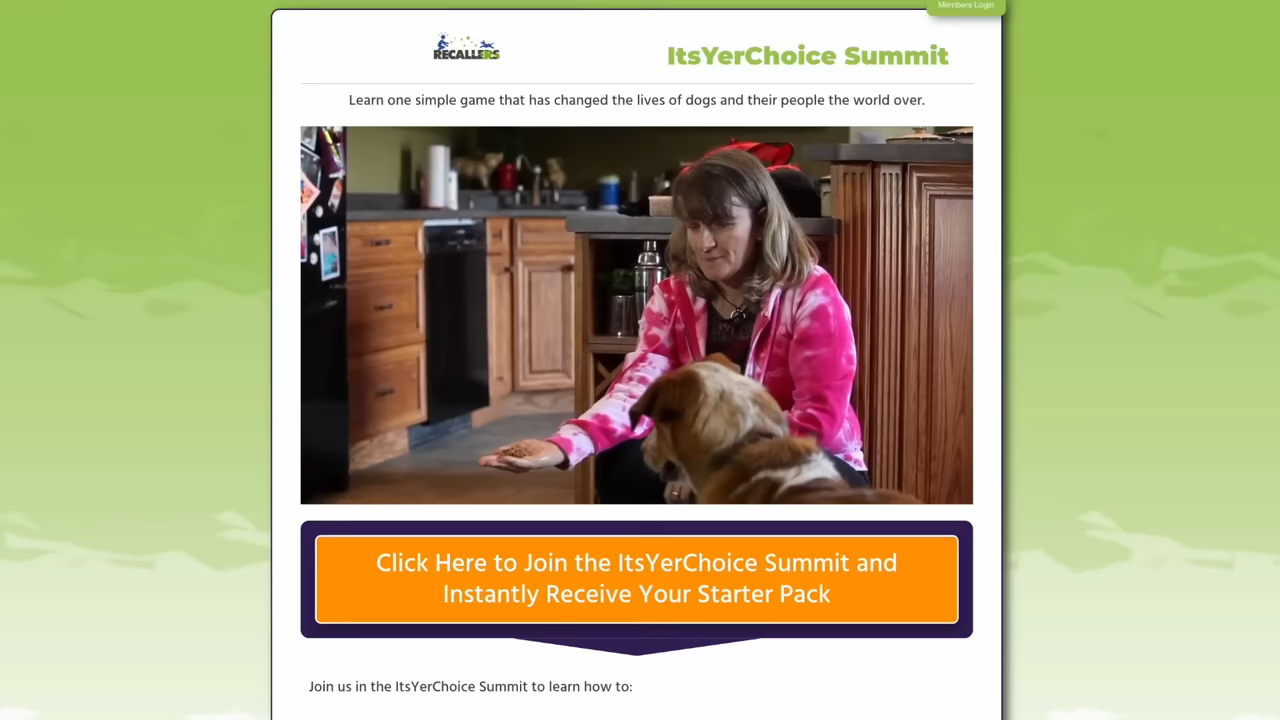 Members Login
RECALLERS
ItsYerChoice Summit
Learn one simple game that has changed the lives of dogs and their people the world over.
Click Here to Join the ItsYerChoice Summit and
Instantly Receive Your Starter Pack
Join us in the ItsYerChoice Summit to learn how to: